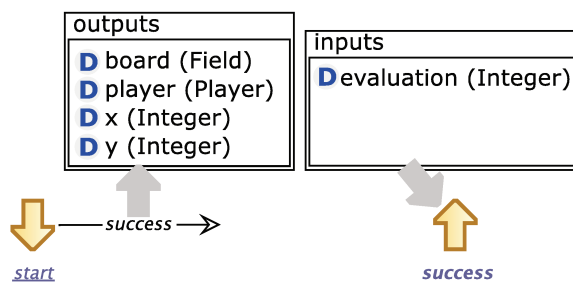 outputs
D board (Field)
D player (Player)
D x (Integer)
D y (Integer)
inputs
D evaluation (Integer)
success
start
success